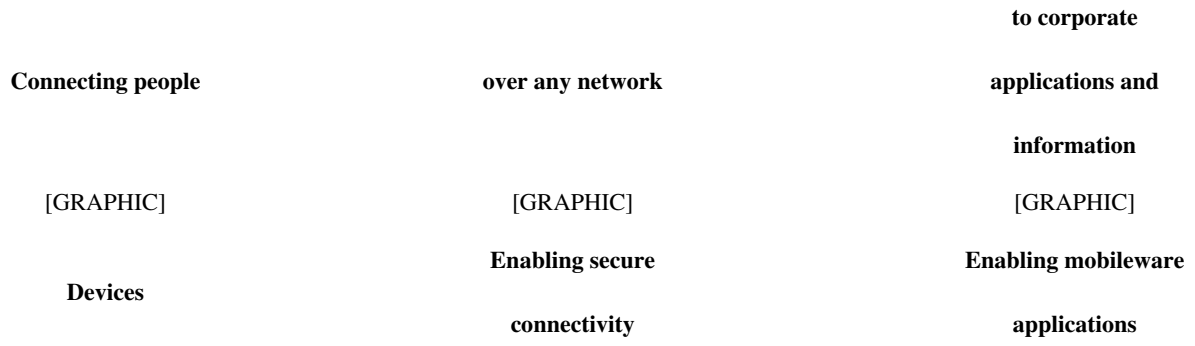 to corporate
Connecting people over any network applications and
information
[GRAPHIC] [GRAPHIC] [GRAPHIC]
Enabling secure Enabling mobileware
Devices
connectivity applications